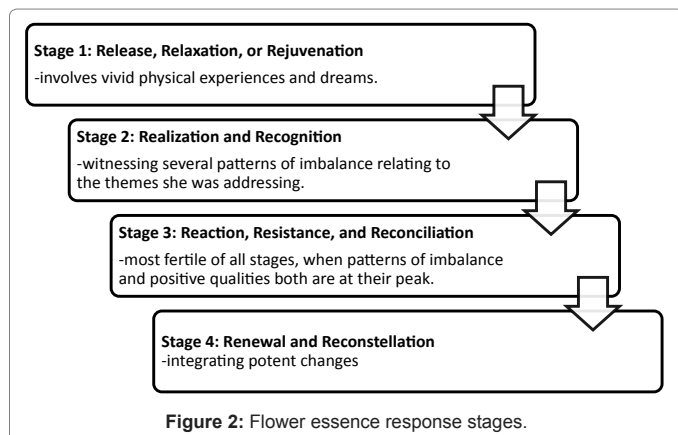 Stage 1: Release, Relaxation, or Rejuvenation
-involves vivid physical experiences and dreams.
Stage 2: Realization and Recognition
-witnessing several patterns of imbalance relating to
the themes she was addressing.
Stage 3: Reaction, Resistance, and Reconciliation
-most fertile of all stages, when patterns of imbalance
and positive qualities both are at their peak.
Stage 4: Renewal and Reconstellation
-integrating potent changes
Figure 2: Flower essence response stages.